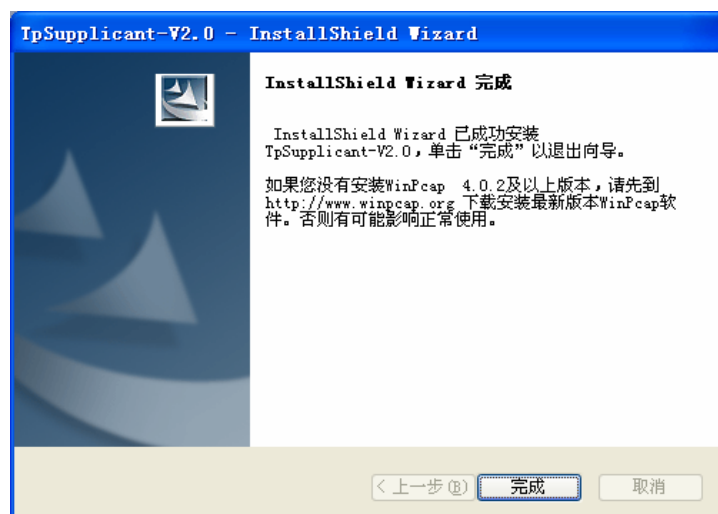 TpSupplicant-V2.0 - InstallShield Wizard
InstallShield Wizard 完成
InstallShield Wizard 已成功安装
TpSupplicant-V2.0，单击“完成”以退出向导。
如果您没有安装WinPcap 4.0.2及以上版本，请先到
http://www.winpcap.org 下载安装最新版本WinPcap软
件。否则有可能影响正常使用。
< 上一步(B)
完成
取消